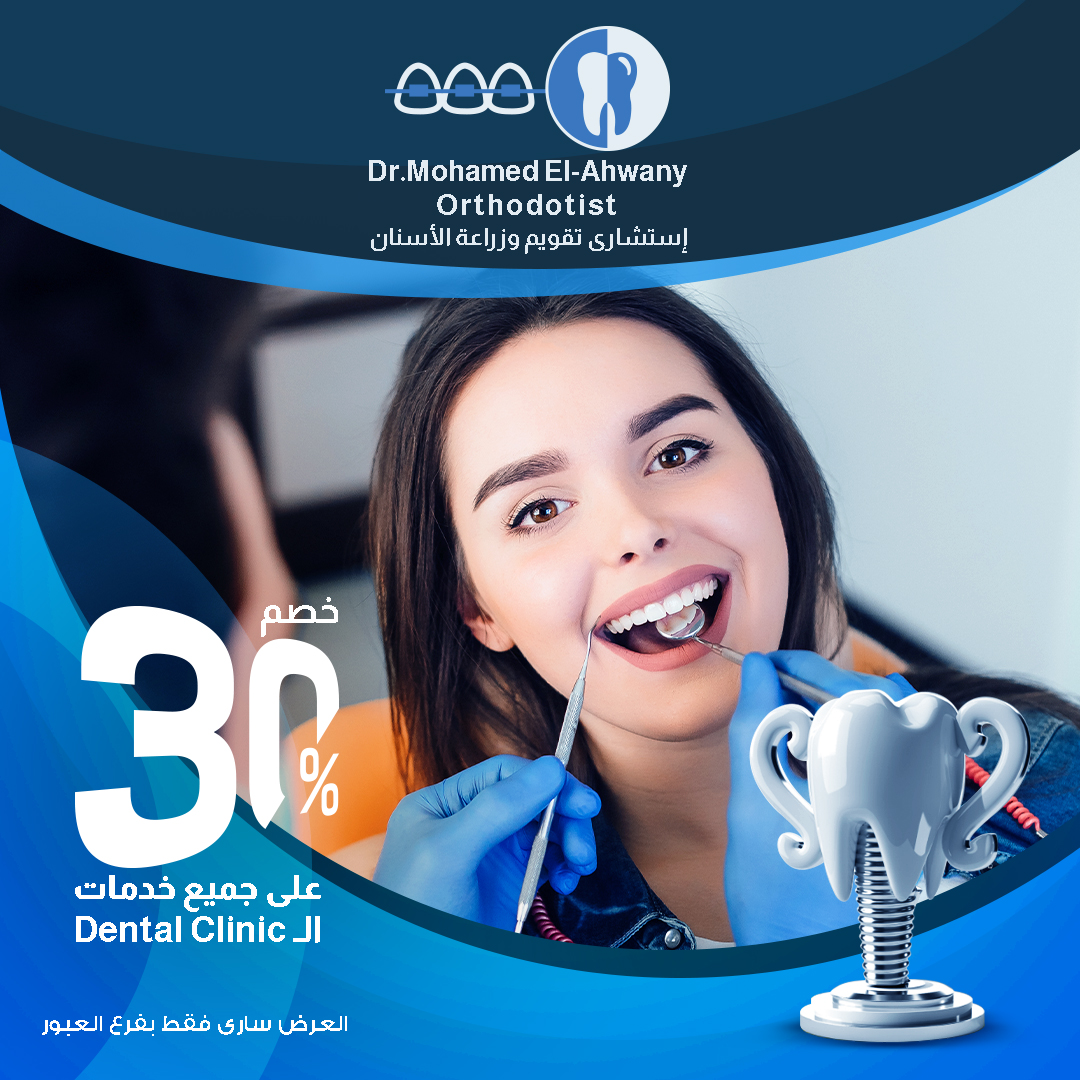 Dr.Mohamed El-Ahwany
Orthodotist
إستشارى تقويم وزراعة الأسنان
خصم
30%
على جميع خدمات
الـ Dental Clinic
العرض سارى فقط بفرع العبور